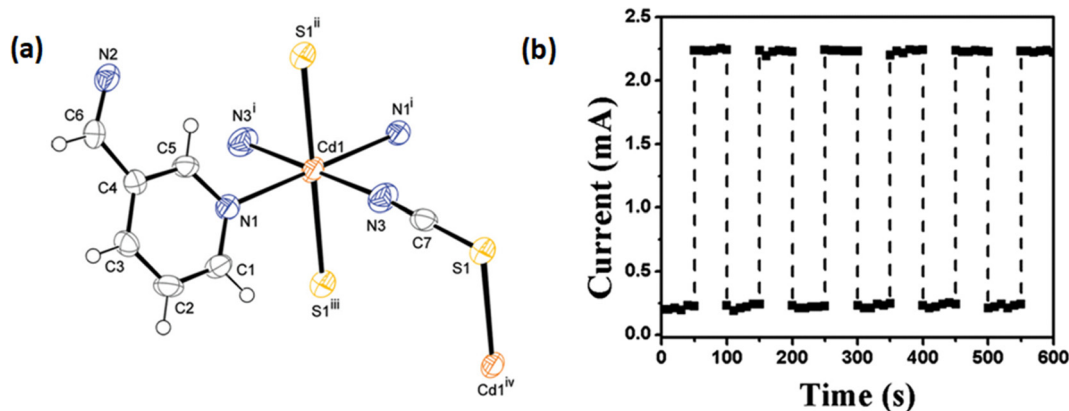 (a)
N2
S1ii
C6
N3i
N1i
C5
Cd1
C4
N1
N3
C7
C3
C1
S1
C2
S1iii
Cd1iv
(b)
Current (mA)
2.5
2.0
1.5
1.0
0.5
0.0
0 100 200 300 400 500 600
Time (s)